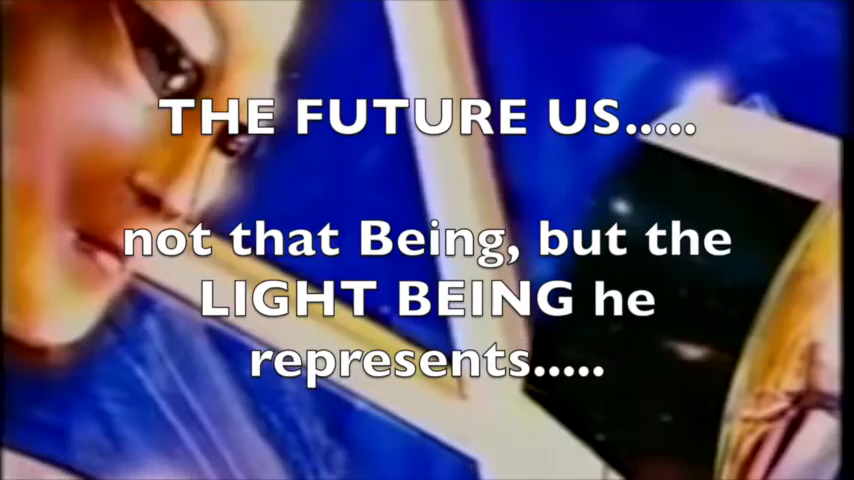 THE FUTURE US.....
not that Being, but the
LIGHT BEING he
represents.....